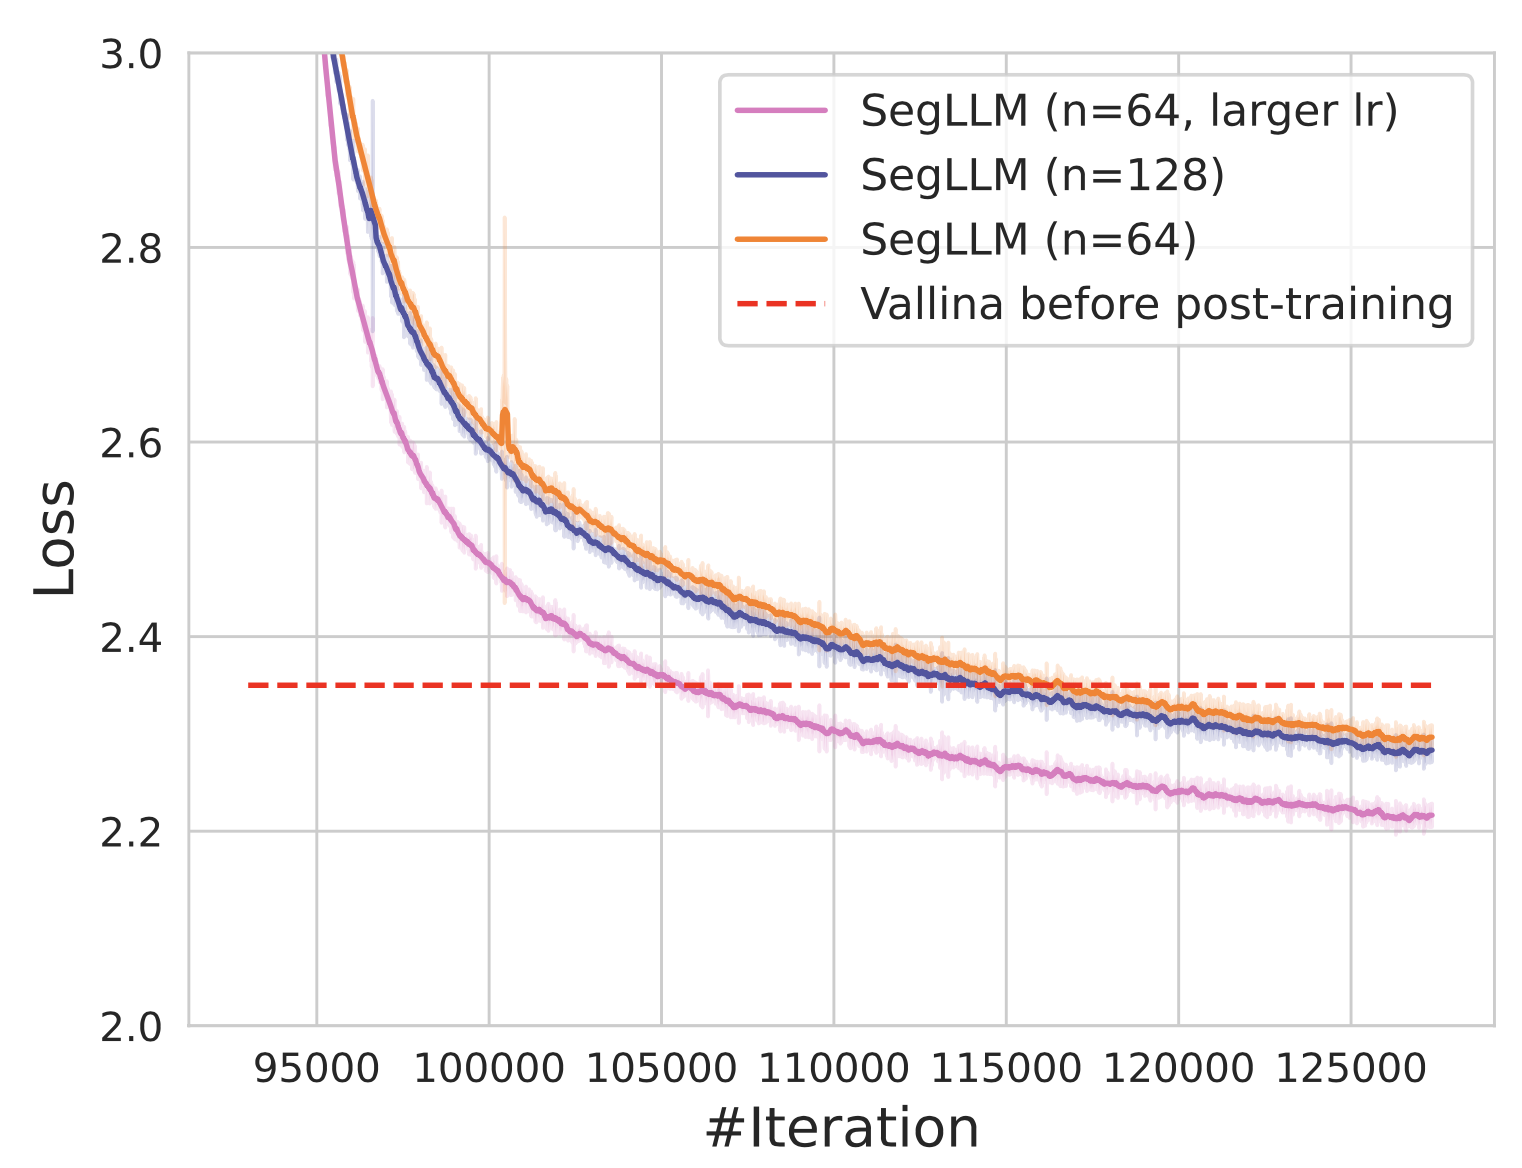 3.0
2.8
2.6
2.4
2.2
2.0
Loss
SegLLM (n=64, larger lr)
SegLLM (n=128)
SegLLM (n=64)
Vallina before post-training
95000 100000 105000 110000 115000 120000 125000
#Iteration